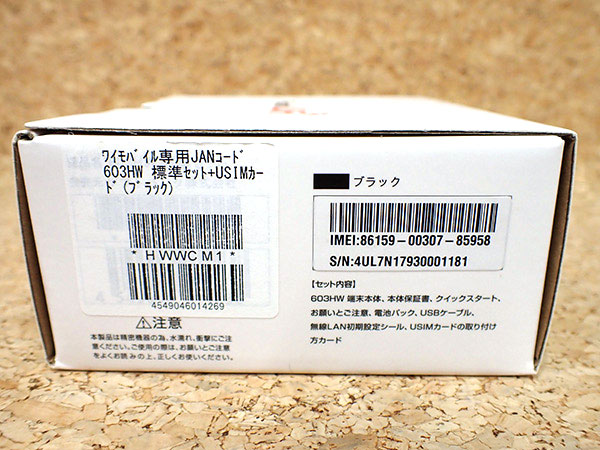 ﾜｲﾓﾊﾞｲﾙ専用JANｺｰﾄﾞ
603HW 標準ｾｯﾄ+USIMｶｰ
ﾄﾞ(ﾌﾞﾗｯｸ)
* HWWCM1 *
4549046014269
⚠注意
本製品は精密機器の為、水濡れ、衝撃にご注
意ください。ご使用の際は、お願いとご注意
をよくお読みの上、正しくお使いください。
ブラック
IMEI:86159-00307-85958
S/N:4UL7N17930001181
【セット内容】
603HW 端末本体、本体保証書、クイックスタート、
お願いとご注意、電池パック、USBケーブル、
無線LAN初期設定シール、USIMカードの取り付け
方カード